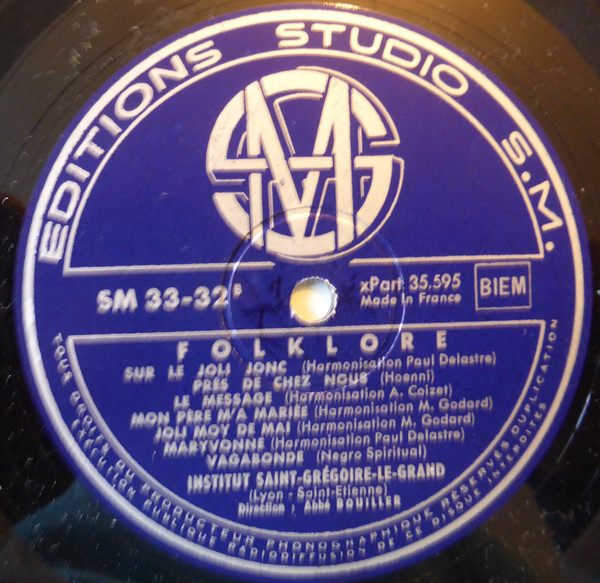 EDITIONS STUDIO S.M.
SM 33-32 B
xPart 35.595
Made in France
BIEM
FOLKLORE
SUR LE JOLI JONC (Harmonisation Paul Delastre)
PRÈS DE CHEZ NOUS (Hoenni)
LE MESSAGE (Harmonisation A. Coizet)
MON PÈRE M'A MARIÉE (Harmonisation M. Godard)
JOLI MOY DE MAI (Harmonisation M. Godard)
MARYVONNE (Harmonisation Paul Delastre)
VAGABONDE (Negro Spiritual)
INSTITUT SAINT-GRÉGOIRE-LE-GRAND
(Lyon - Saint-Etienne)
Direction : Abbé BOUILLER
TOUS DROITS DU PRODUCTEUR PHONOGRAPHIQUE RÉSERVÉS DUPLICATION
EXÉCUTION PUBLIQUE RADIODIFFUSION DE CE DISQUE INTERDITES